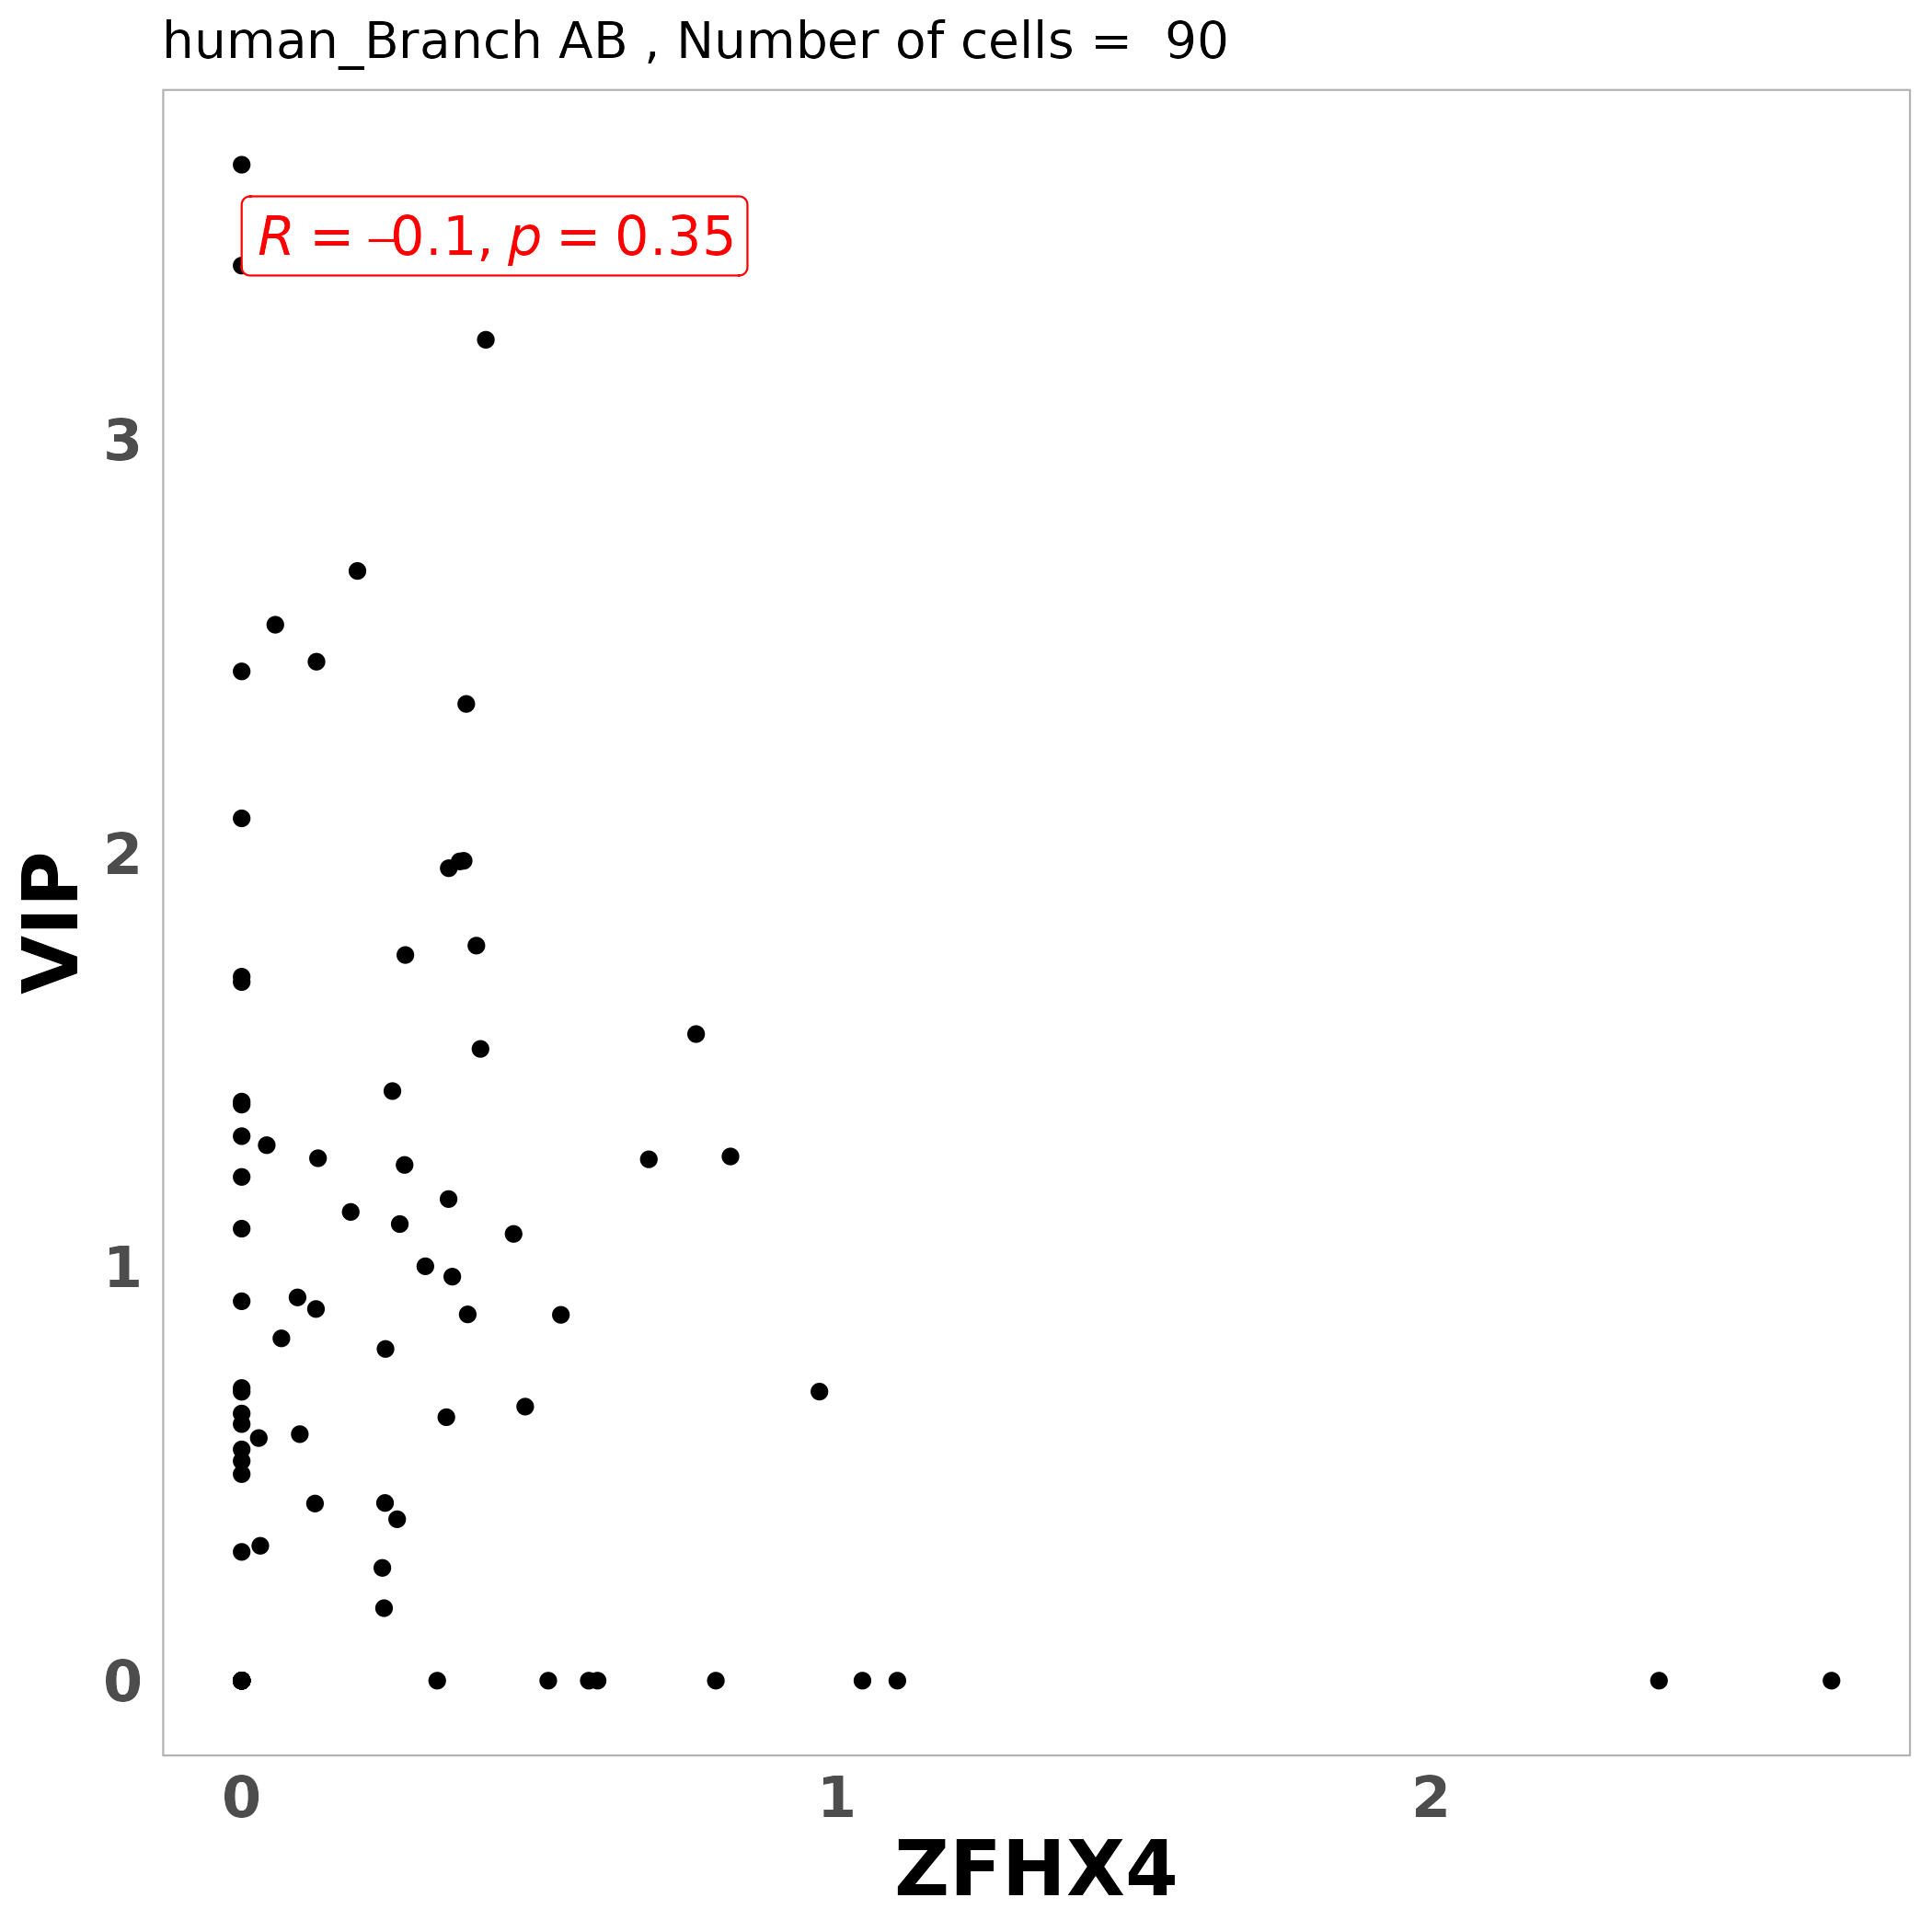 human_Branch AB , Number of cells =  90
R = –0.1, p = 0.35
3
2
1
0
VIP
0 1 2
ZFHX4